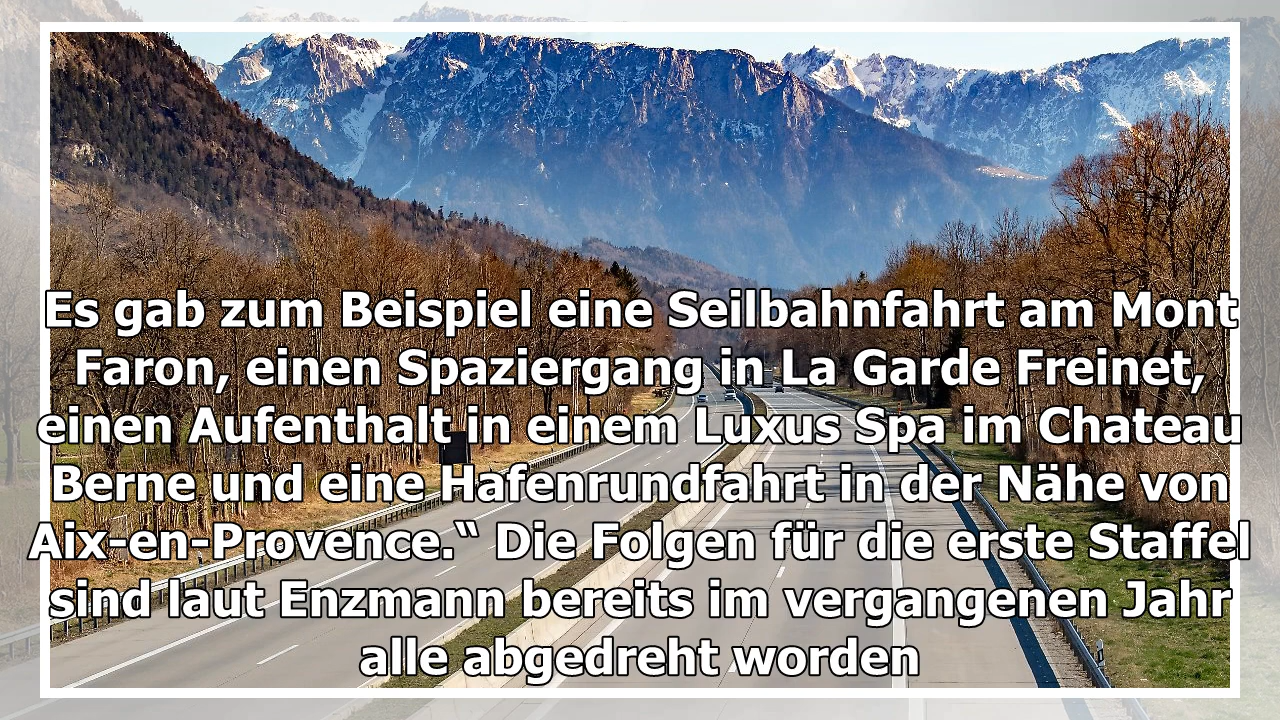 Es gab zum Beispiel eine Seilbahnfahrt am Mont
Faron, einen Spaziergang in La Garde Freinet,
einen Aufenthalt in einem Luxus Spa im Chateau
Berne und eine Hafenrundfahrt in der Nähe von
Aix-en-Provence.“ Die Folgen für die erste Staffel
sind laut Enzmann bereits im vergangenen Jahr
alle abgedreht worden